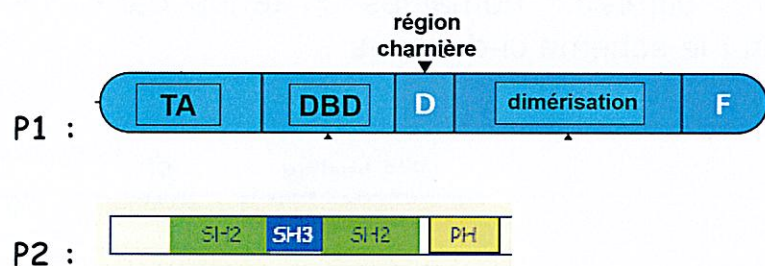 région
charnière
P1 : TA DBD D dimérisation F
P2 : SH2 SH3 SH2 PH